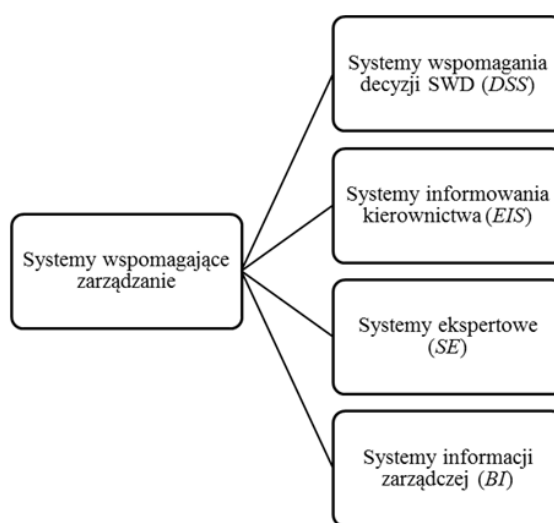 Systemy wspomagające
zarządzanie
Systemy wspomagania
decyzji SWD (DSS)
Systemy informowania
kierownictwa (EIS)
Systemy ekspertowe
(SE)
Systemy informacji
zarządczej (BI)